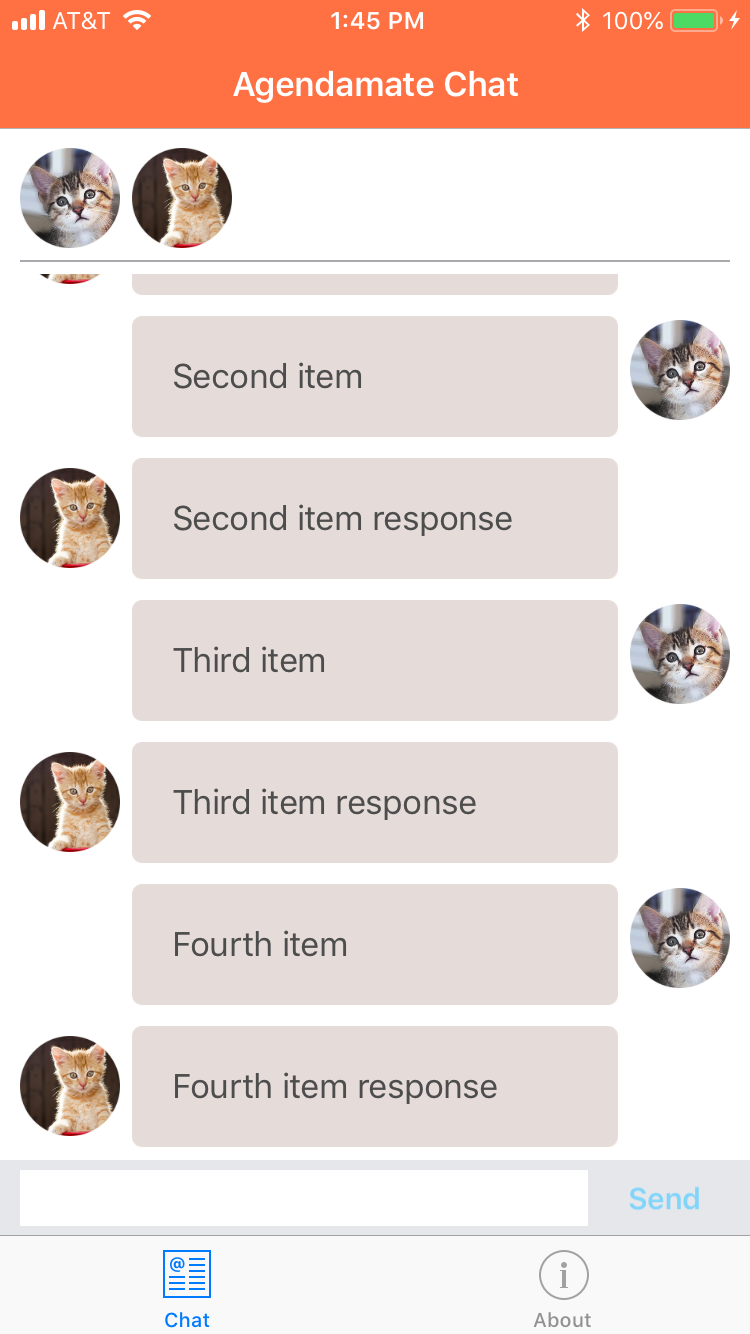 AT&T 1:45 PM 100%
Agendamate Chat
Second item
Second item response
Third item
Third item response
Fourth item
Fourth item response
Send
@ i
Chat About